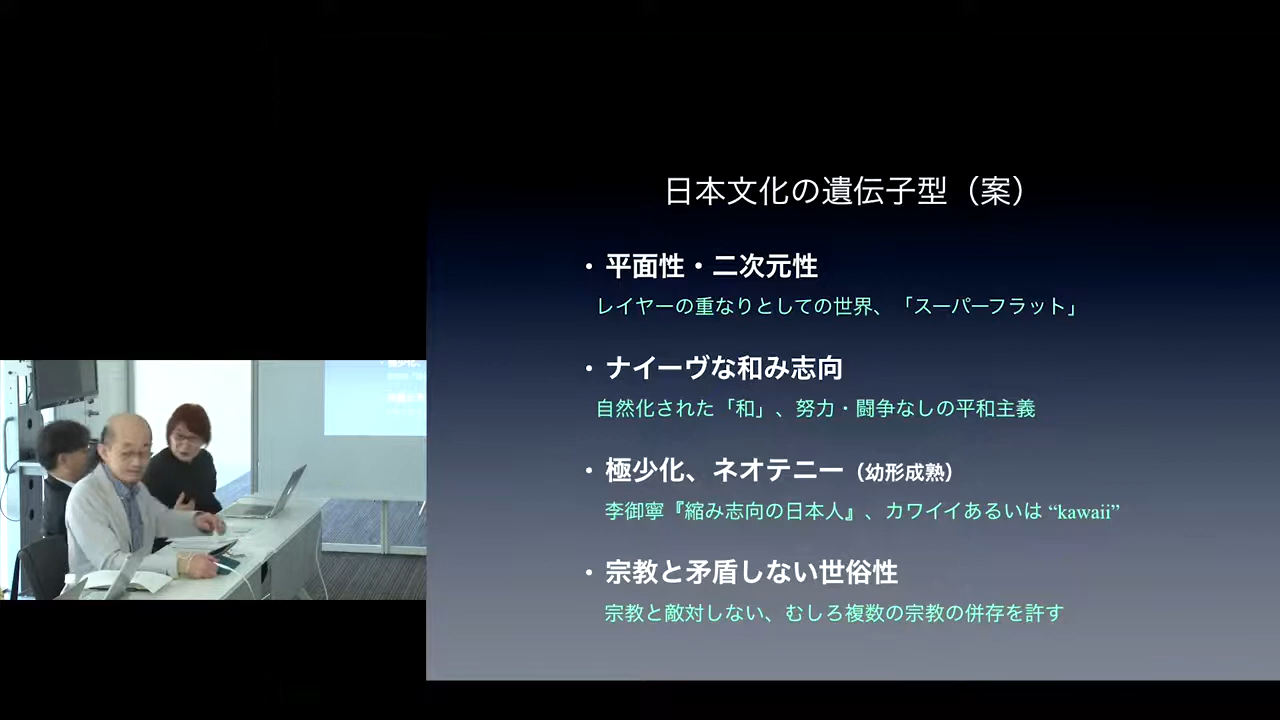 日本文化の遺伝子型（案）
・平面性・二次元性
レイヤーの重なりとしての世界、「スーパーフラット」
・ナイーヴな和み志向
自然化された「和」、努力・闘争なしの平和主義
・極少化、ネオテニー（幼形成熟）
李御寧『縮み志向の日本人』、カワイイあるいは “kawaii”
・宗教と矛盾しない世俗性
宗教と敵対しない、むしろ複数の宗教の併存を許す